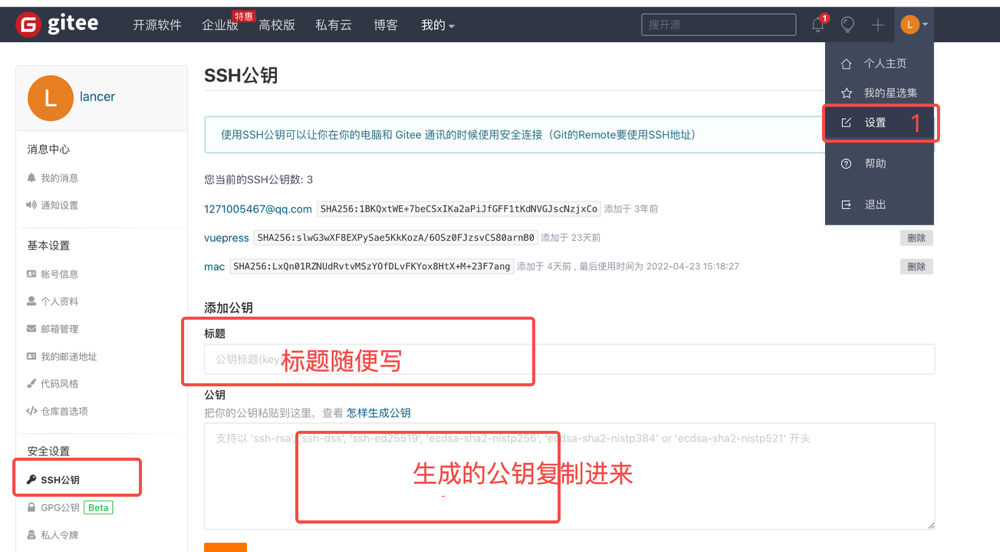 gitee
开源软件 企业版 特惠 高校版 私有云 博客 我的 搜开源 1 L
个人主页
我的星选集
设置 1
帮助
退出
L lancer
消息中心
我的消息
通知设置
基本设置
帐号信息
个人资料
邮箱管理
我的邮递地址
代码风格
仓库首选项
安全设置
SSH公钥
GPG公钥 Beta
私人令牌
SSH公钥
使用SSH公钥可以让你在你的电脑和 Gitee 通讯的时候使用安全连接（Git的Remote要使用SSH地址）
您当前的SSH公钥数: 3
1271005467@qq.com SHA256:1BKQxtWE+7beCSxIKa2aPiJfGFF1tKdNVGJscNzjxCo 添加于 3年前
vuepress SHA256:slwG3wXF8EXPySae5KkKozA/6OSz0FJzsvCS80arnB0 添加于 23天前 删除
mac SHA256:LxQn01RZNUdRvtvMSzYOfDLvFKYox8HtX+M+23F7ang 添加于 4天前 , 最后使用时间为 2022-04-23 15:18:27 删除
添加公钥
标题
公钥标题(key)
标题随便写
公钥
把你的公钥粘贴到这里，查看 怎样生成公钥
支持以 'ssh-rsa', 'ssh-dss', 'ssh-ed25519', 'ecdsa-sha2-nistp256', 'ecdsa-sha2-nistp384' or 'ecdsa-sha2-nistp521' 开头
生成的公钥复制进来